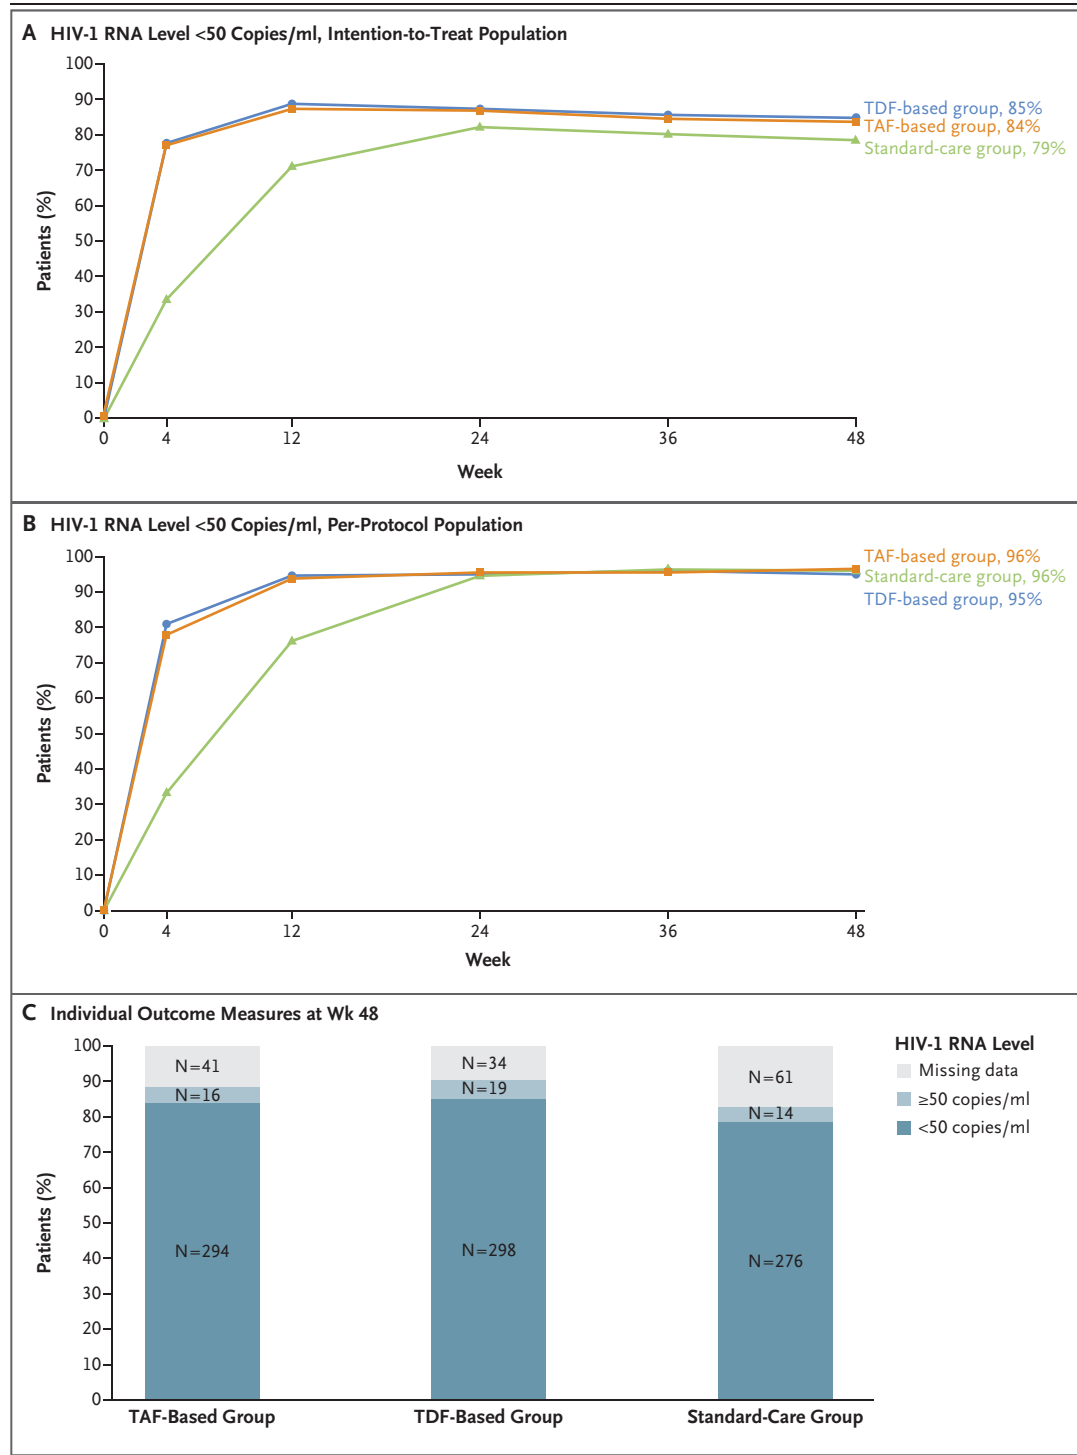 A HIV-1 RNA Level <50 Copies/ml, Intention-to-Treat Population
100
90
80
70
60
50
40
30
20
10
0
Patients (%)
TDF-based group, 85%
TAF-based group, 84%
Standard-care group, 79%
0 4 12 24 36 48
Week
B HIV-1 RNA Level <50 Copies/ml, Per-Protocol Population
100
90
80
70
60
50
40
30
20
10
0
Patients (%)
TAF-based group, 96%
Standard-care group, 96%
TDF-based group, 95%
0 4 12 24 36 48
Week
C Individual Outcome Measures at Wk 48
100
90
80
70
60
50
40
30
20
10
0
Patients (%)
N=41
N=16
N=294
N=34
N=19
N=298
N=61
N=14
N=276
HIV-1 RNA Level
Missing data
≥50 copies/ml
<50 copies/ml
TAF-Based Group TDF-Based Group Standard-Care Group